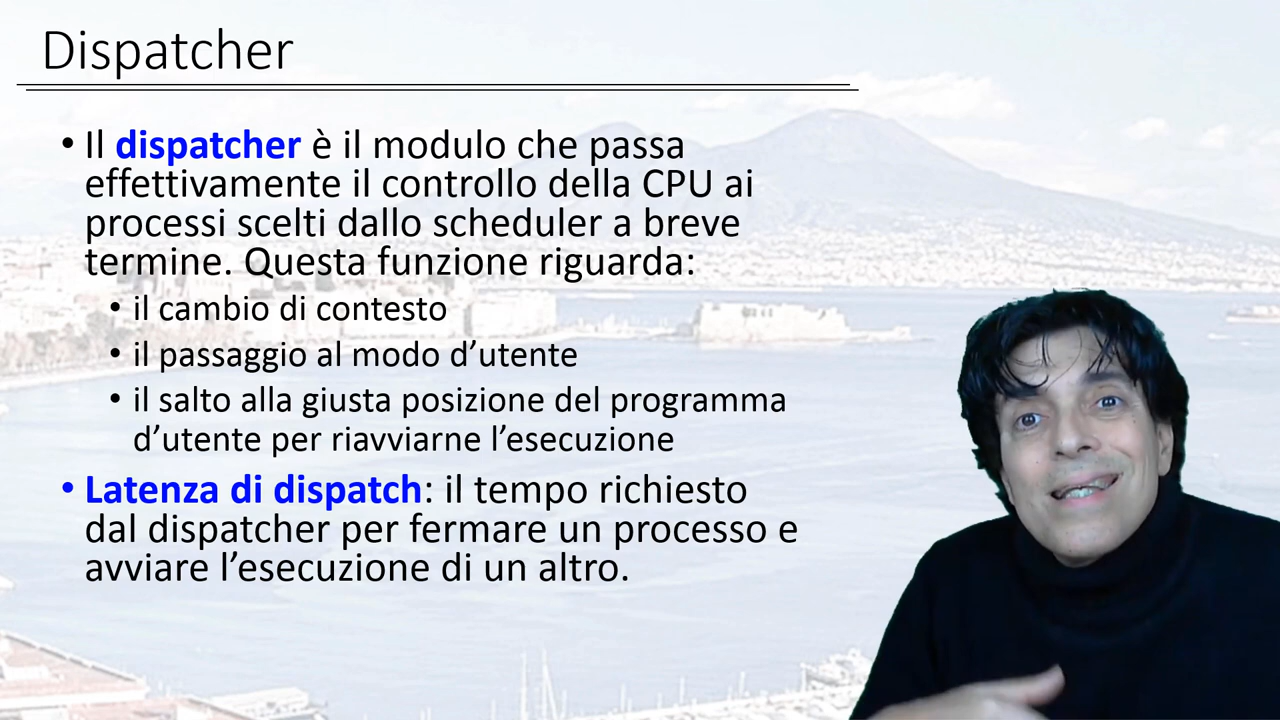 Dispatcher
• Il dispatcher è il modulo che passa
effettivamente il controllo della CPU ai
processi scelti dallo scheduler a breve
termine. Questa funzione riguarda:
• il cambio di contesto
• il passaggio al modo d’utente
• il salto alla giusta posizione del programma
d’utente per riavviarne l’esecuzione
• Latenza di dispatch: il tempo richiesto
dal dispatcher per fermare un processo e
avviare l’esecuzione di un altro.